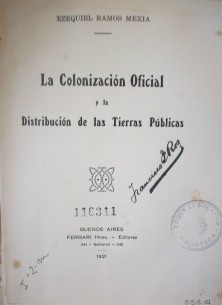 EZEQUIEL RAMOS MEXIA
La Colonización Oficial
y la
Distribución de las Tierras Públicas
Francisco
116311
BUENOS AIRES
FERRARI Hnos. - Editores
1921